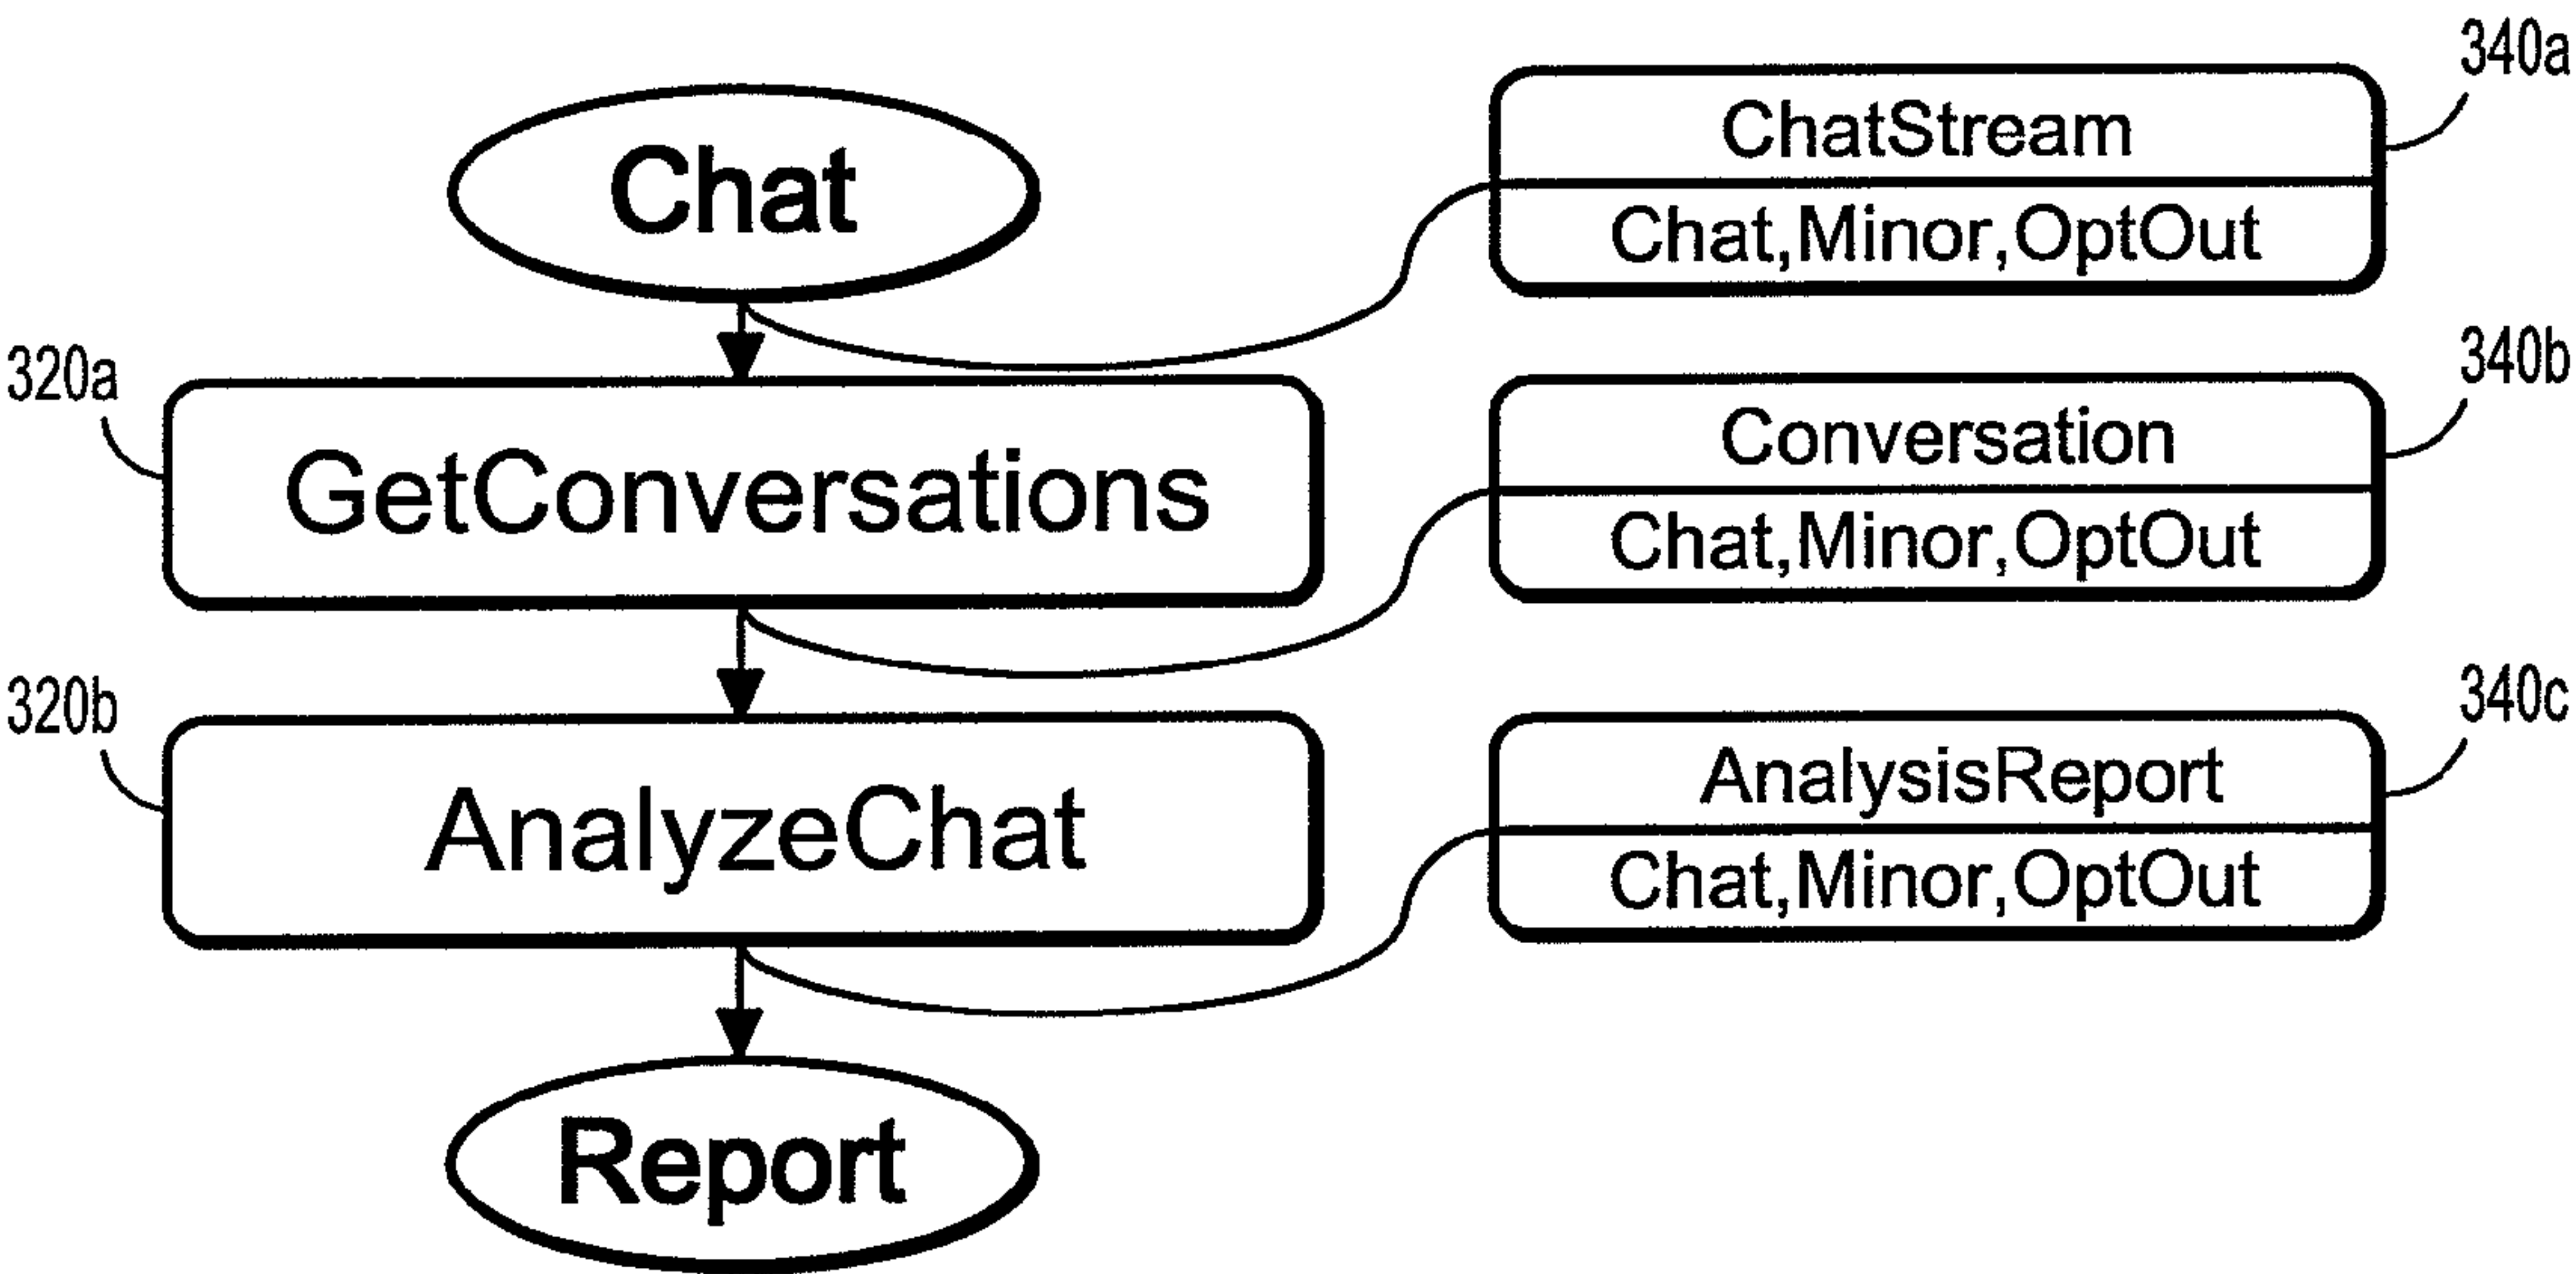 340a
ChatStream
Chat
Chat,Minor,OptOut
320a
340b
Conversation
GetConversations
Chat,Minor,OptOut
320b
340c
AnalysisReport
AnalyzeChat
Chat,Minor,OptOut
Report